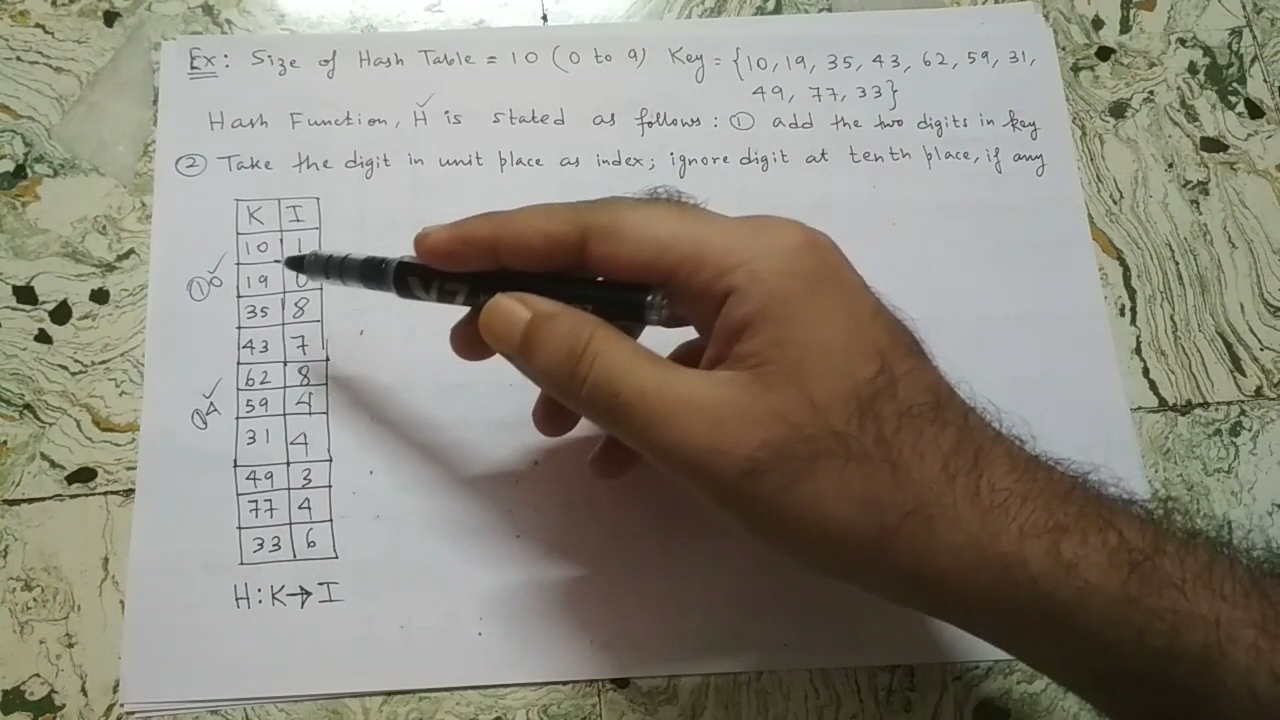 Ex: Size of Hash Table = 10 (0 to 9) Key = {10, 19, 35, 43, 62, 59, 31,
49, 77, 33}
Hash Function, H is stated as follows: ① add the two digits in key
② Take the digit in unit place as index; ignore digit at tenth place, if any
K I
10 1
①0 19 0
35 8
43 7
62 8
①4 59 4
31 4
49 3
77 4
33 6
H: K → I
V7